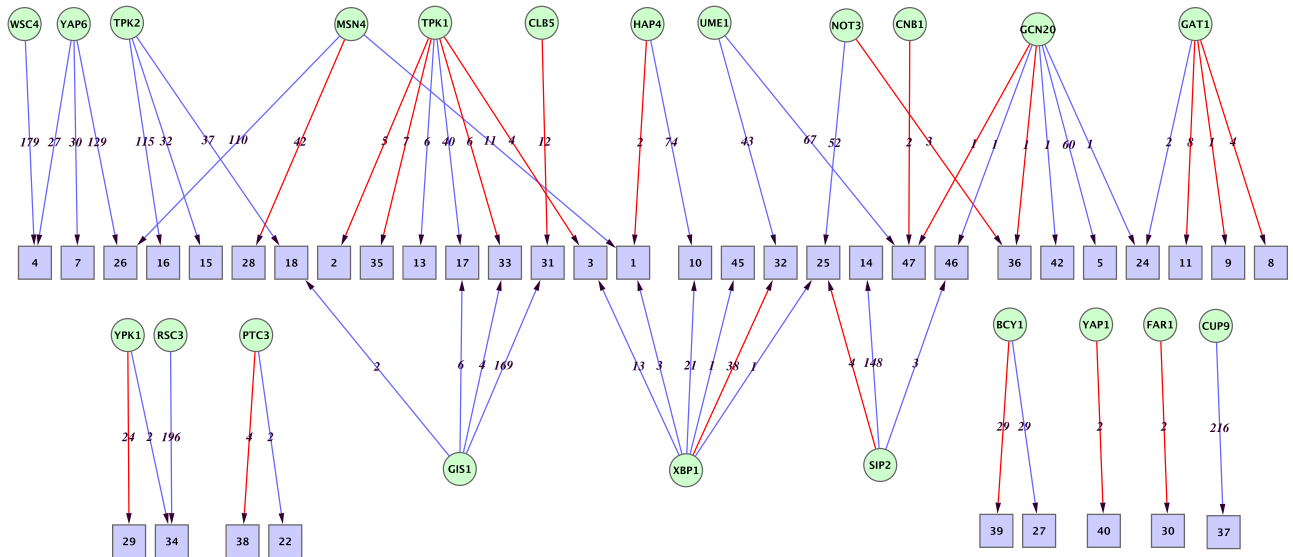 WSC4 YAP6 TPK2 MSN4 TPK1 CLB5 HAP4 UME1 NOT3 CNB1 GCN20 GAT1
179 27 30 129 115 32 37 110 42 5 7 6 40 6 4 11 12 2 74 43 67 52 2 3 1 1 1 1 60 1 2 8 1 4
4 7 26 16 15 28 18 2 35 13 17 33 31 3 1 10 45 32 25 14 47 46 36 42 5 24 11 9 8
YPK1 RSC3 PTC3 BCY1 YAP1 FAR1 CUP9
2 6 4 169 13 3 21 1 38 1 4 148 3
24 2 196 4 2 29 29 2 2 216
GIS1 XBP1 SIP2
29 34 38 22 39 27 40 30 37